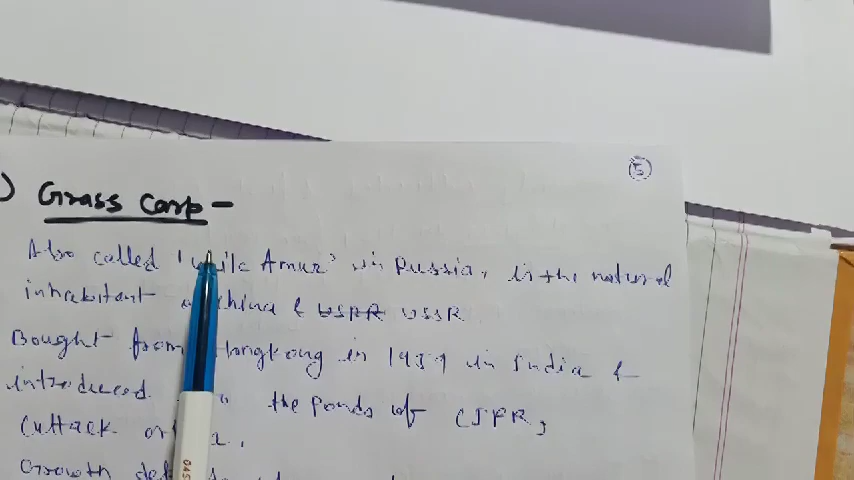 5
) Grass Carp -
Also called 'white Amur' in Russia, is the natural
inhabitant China & USSR
Bought from Hongkong in 1959 in India &
introduced the ponds of CIFR,
Cuttack
Growth